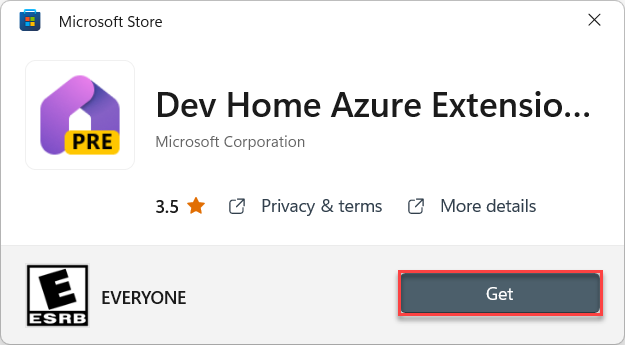 Microsoft Store
Dev Home Azure Extensio...
PRE
Microsoft Corporation
3.5 Privacy & terms More details
E
ESRB
EVERYONE
Get